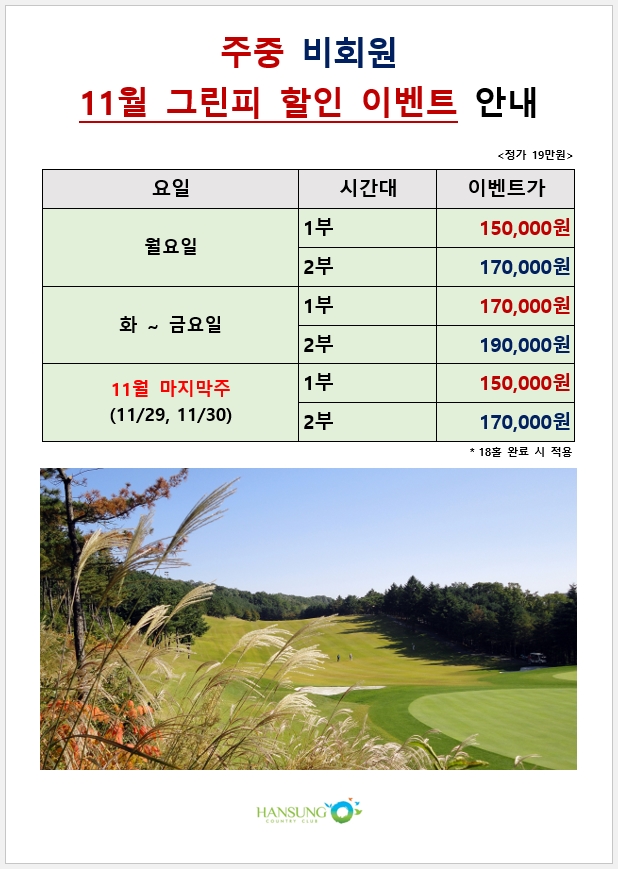 주중 비회원
11월 그린피 할인 이벤트 안내
<정가 19만원>
요일 시간대 이벤트가
월요일 1부 150,000원
2부 170,000원
화 ~ 금요일 1부 170,000원
2부 190,000원
11월 마지막주
(11/29, 11/30)
1부 150,000원
2부 170,000원
* 18홀 완료 시 적용
HANSUNG
COUNTRY CLUB